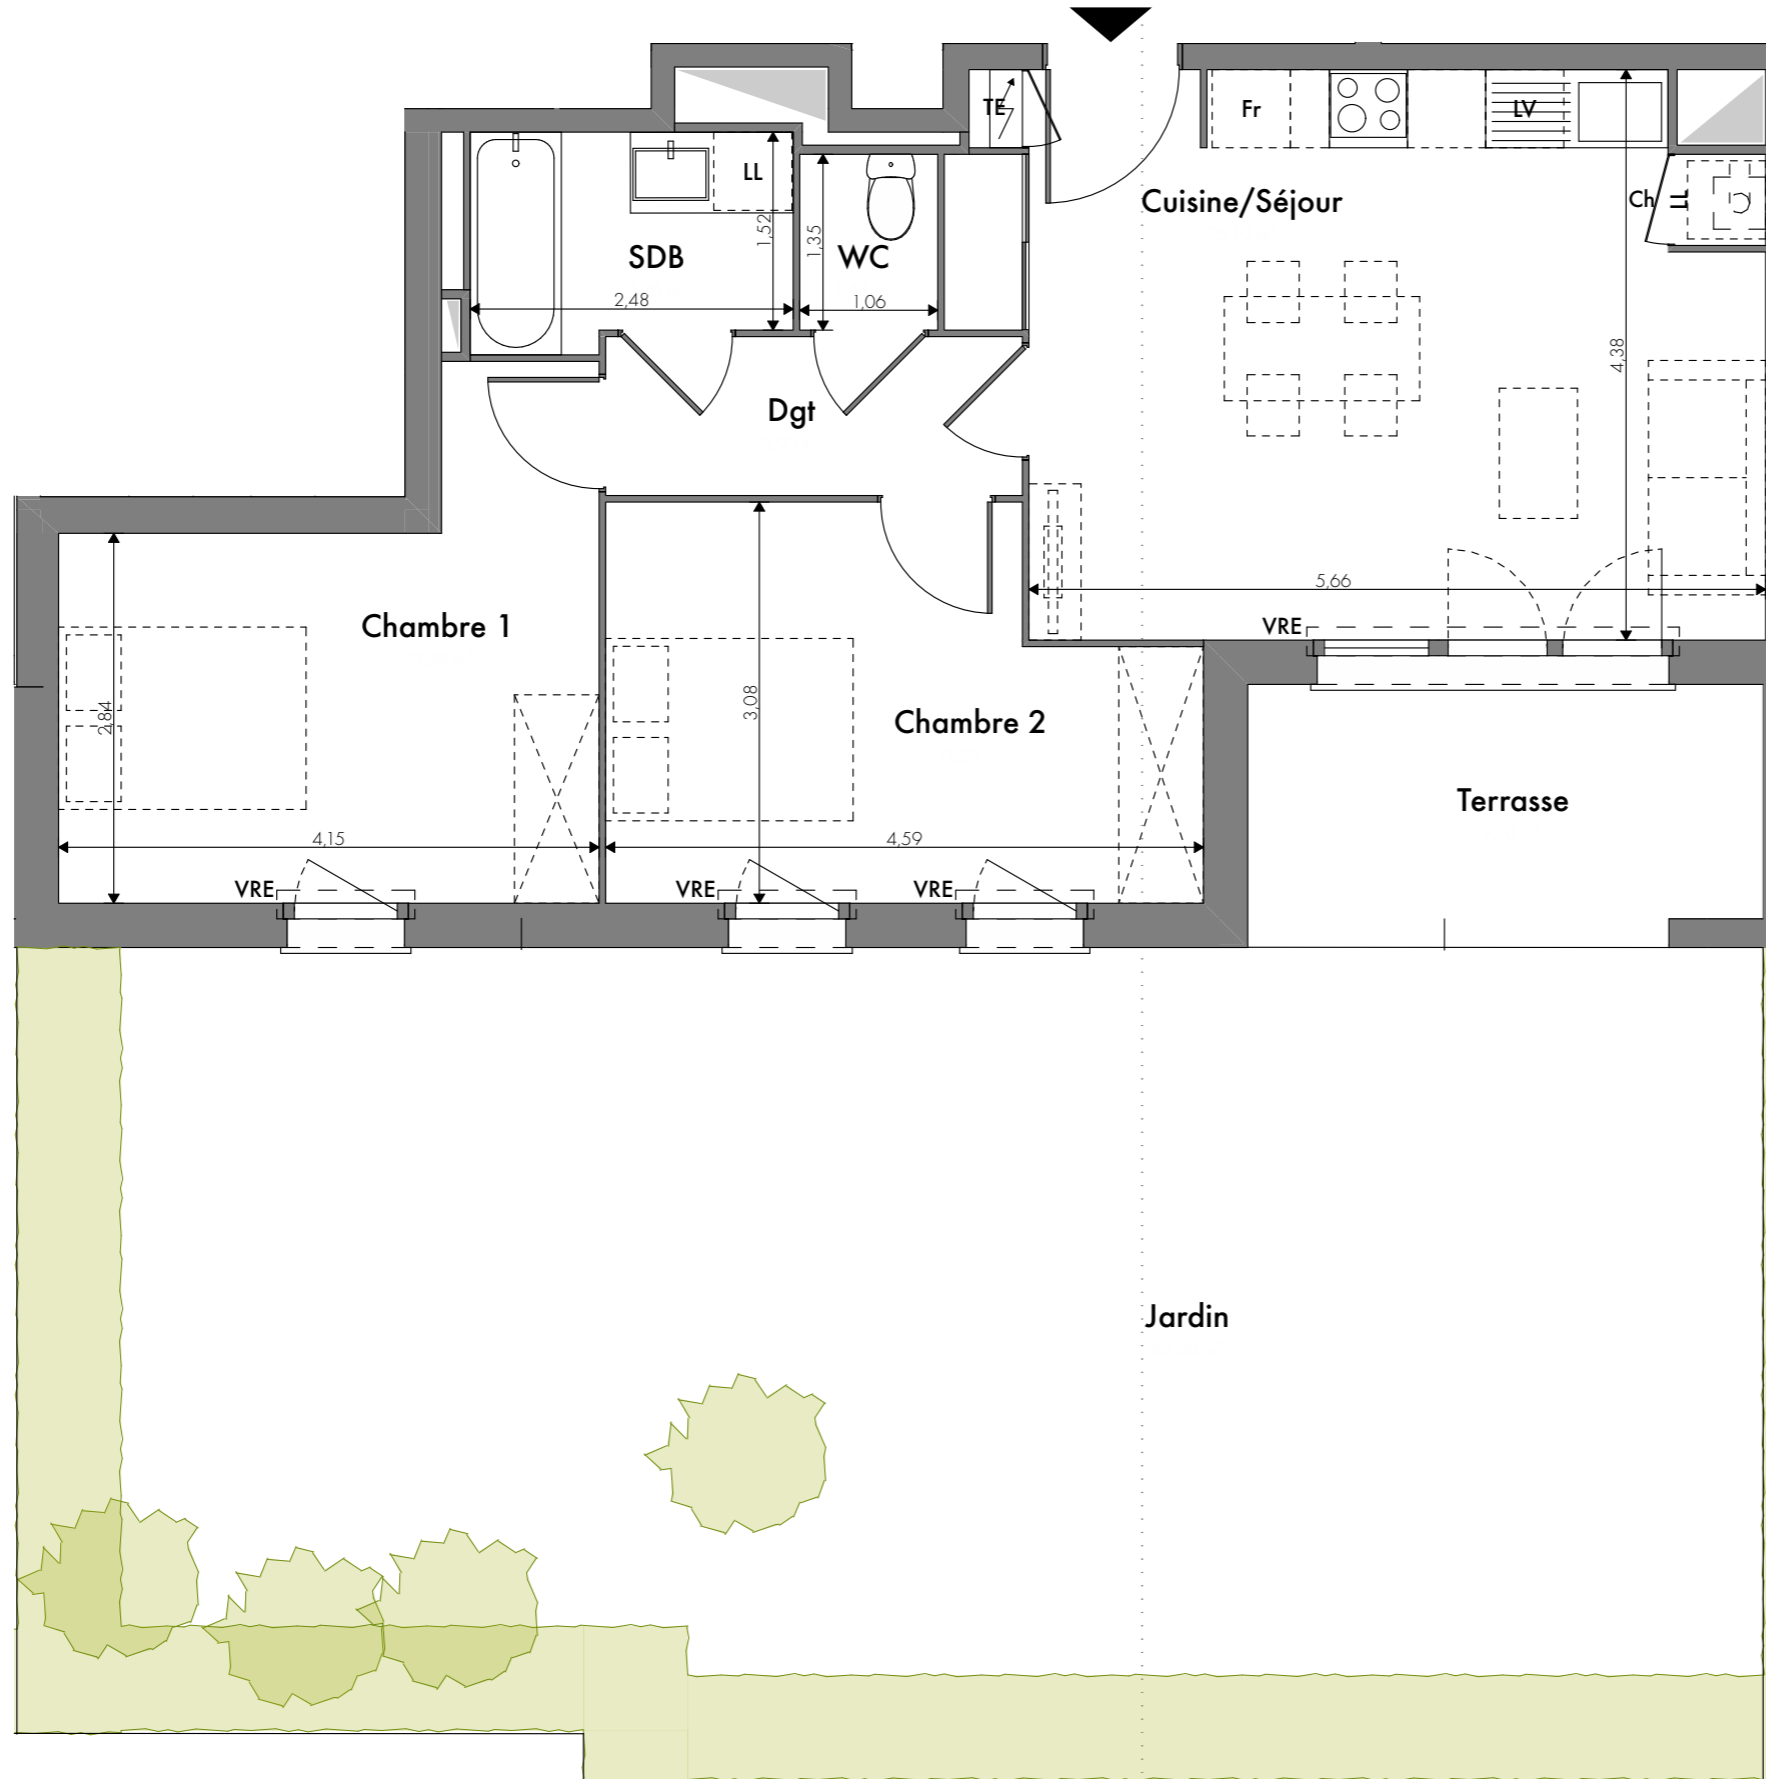 TE
Fr
LV
Cuisine/Séjour
Ch
LL
LL
SDB
1,52
2,48
WC
1,35
1,06
4,38
Dgt
5,66
VRE
Chambre 1
2,84
4,15
VRE
Chambre 2
3,08
4,59
VRE
VRE
Terrasse
Jardin